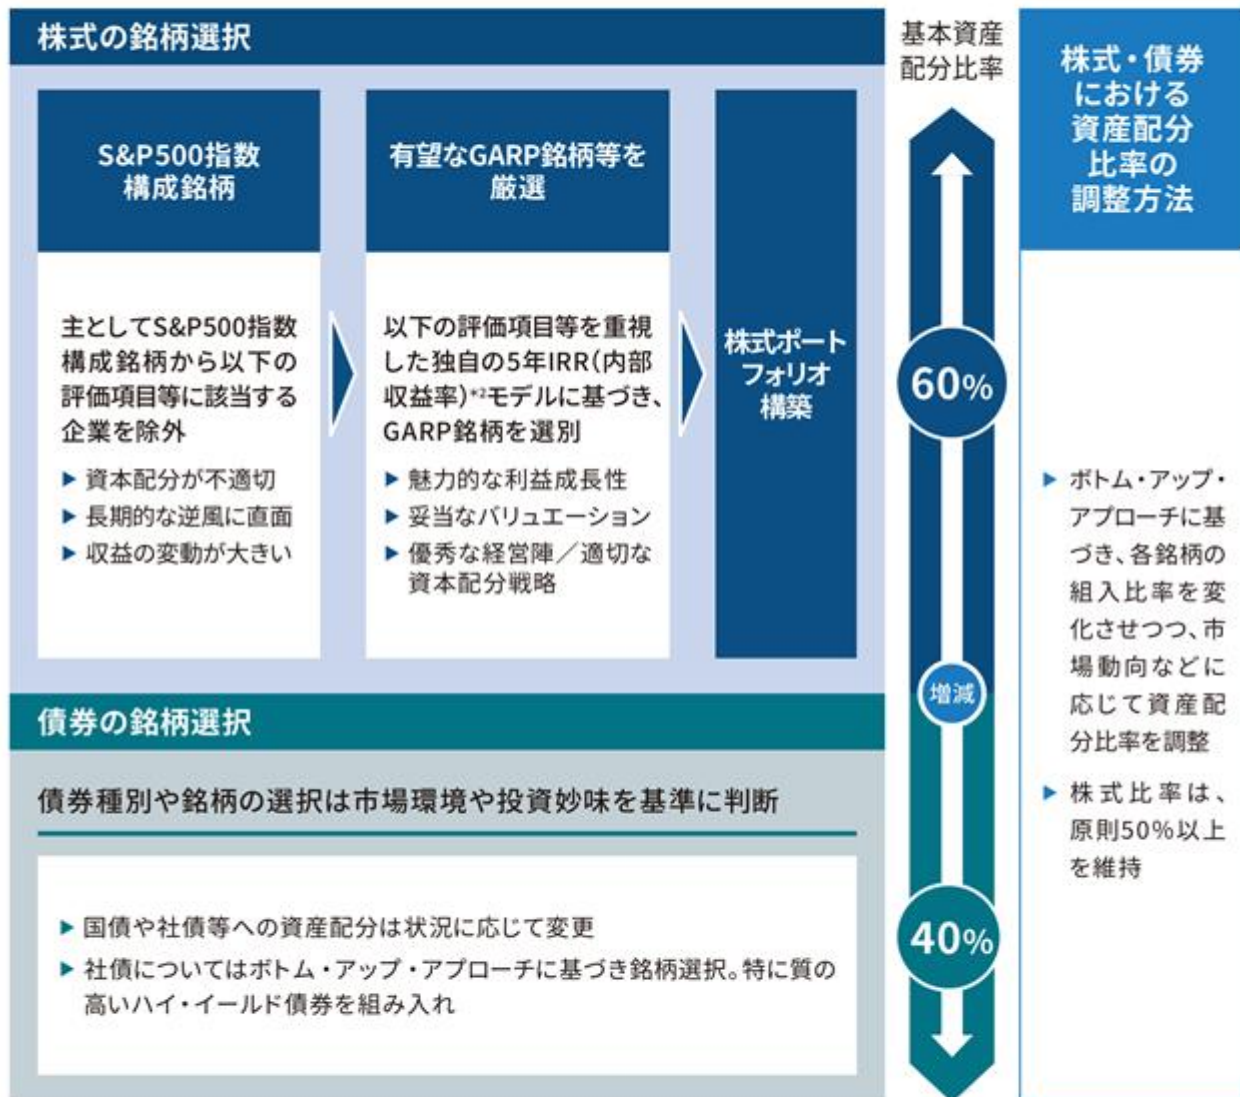 株式の銘柄選択
S&P500指数
構成銘柄
主としてS&P500指数
構成銘柄から以下の
評価項目等に該当する
企業を除外
▶ 資本配分が不適切
▶ 長期的な逆風に直面
▶ 収益の変動が大きい
有望なGARP銘柄等を
厳選
以下の評価項目等を重視
した独自の5年IRR(内部
収益率)*2モデルに基づき、
GARP銘柄を選別
▶ 魅力的な利益成長性
▶ 妥当なバリュエーション
▶ 優秀な経営陣／適切な
資本配分戦略
株式ポート
フォリオ
構築
債券の銘柄選択
債券種別や銘柄の選択は市場環境や投資妙味を基準に判断
▶ 国債や社債等への資産配分は状況に応じて変更
▶ 社債についてはボトム・アップ・アプローチに基づき銘柄選択。特に質の
高いハイ・イールド債券を組み入れ
基本資産
配分比率
60%
増減
40%
株式・債券
における
資産配分
比率の
調整方法
▶ ボトム・アップ・
アプローチに基
づき、各銘柄の
組入比率を変
化させつつ、市
場動向などに
応じて資産配
分比率を調整
▶ 株式比率は、
原則50%以上
を維持